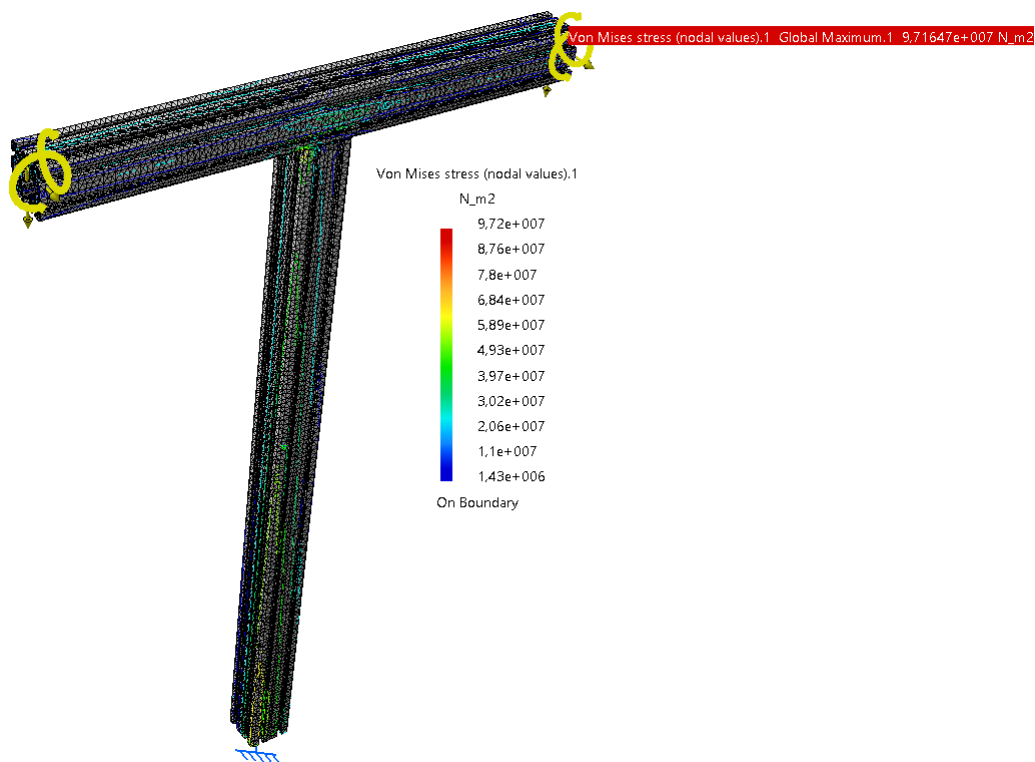 Von Mises stress (nodal values).1 Global Maximum.1 9,71647e+007 N_m2
Von Mises stress (nodal values).1
N_m2
9,72e+007
8,76e+007
7,8e+007
6,84e+007
5,89e+007
4,93e+007
3,97e+007
3,02e+007
2,06e+007
1,1e+007
1,43e+006
On Boundary